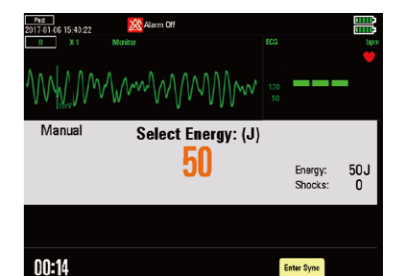 Ped
2017-01-06 15:40:22
Alarm Off
II X1 Monitor
ECG bpm
120
50
1mV
Manual
Select Energy: (J)
50
Energy: 50J
Shocks: 0
00:14
Enter Sync